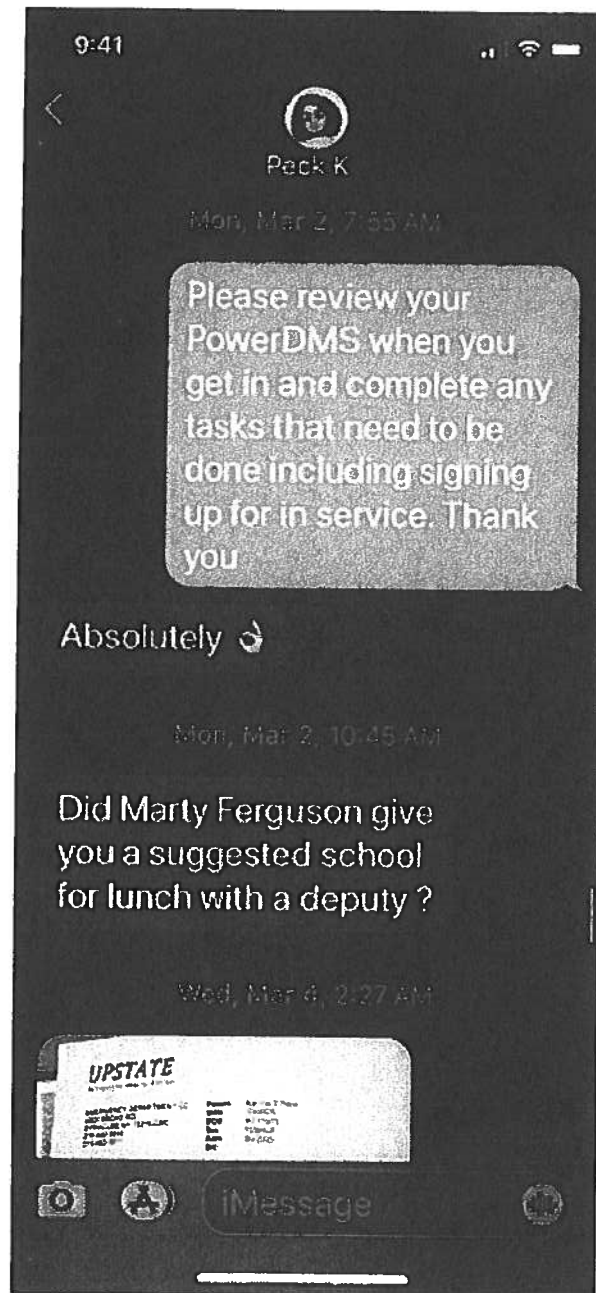 9:41
Pack K
Mon, Mar 2, 7:55 AM
Please review your
PowerDMS when you
get in and complete any
tasks that need to be
done including signing
up for in service. Thank
you
Absolutely 👌
Mon, Mar 2, 10:45 AM
Did Marty Ferguson give
you a suggested school
for lunch with a deputy ?
Wed, Mar 4, 2:27 AM
UPSTATE
iMessage